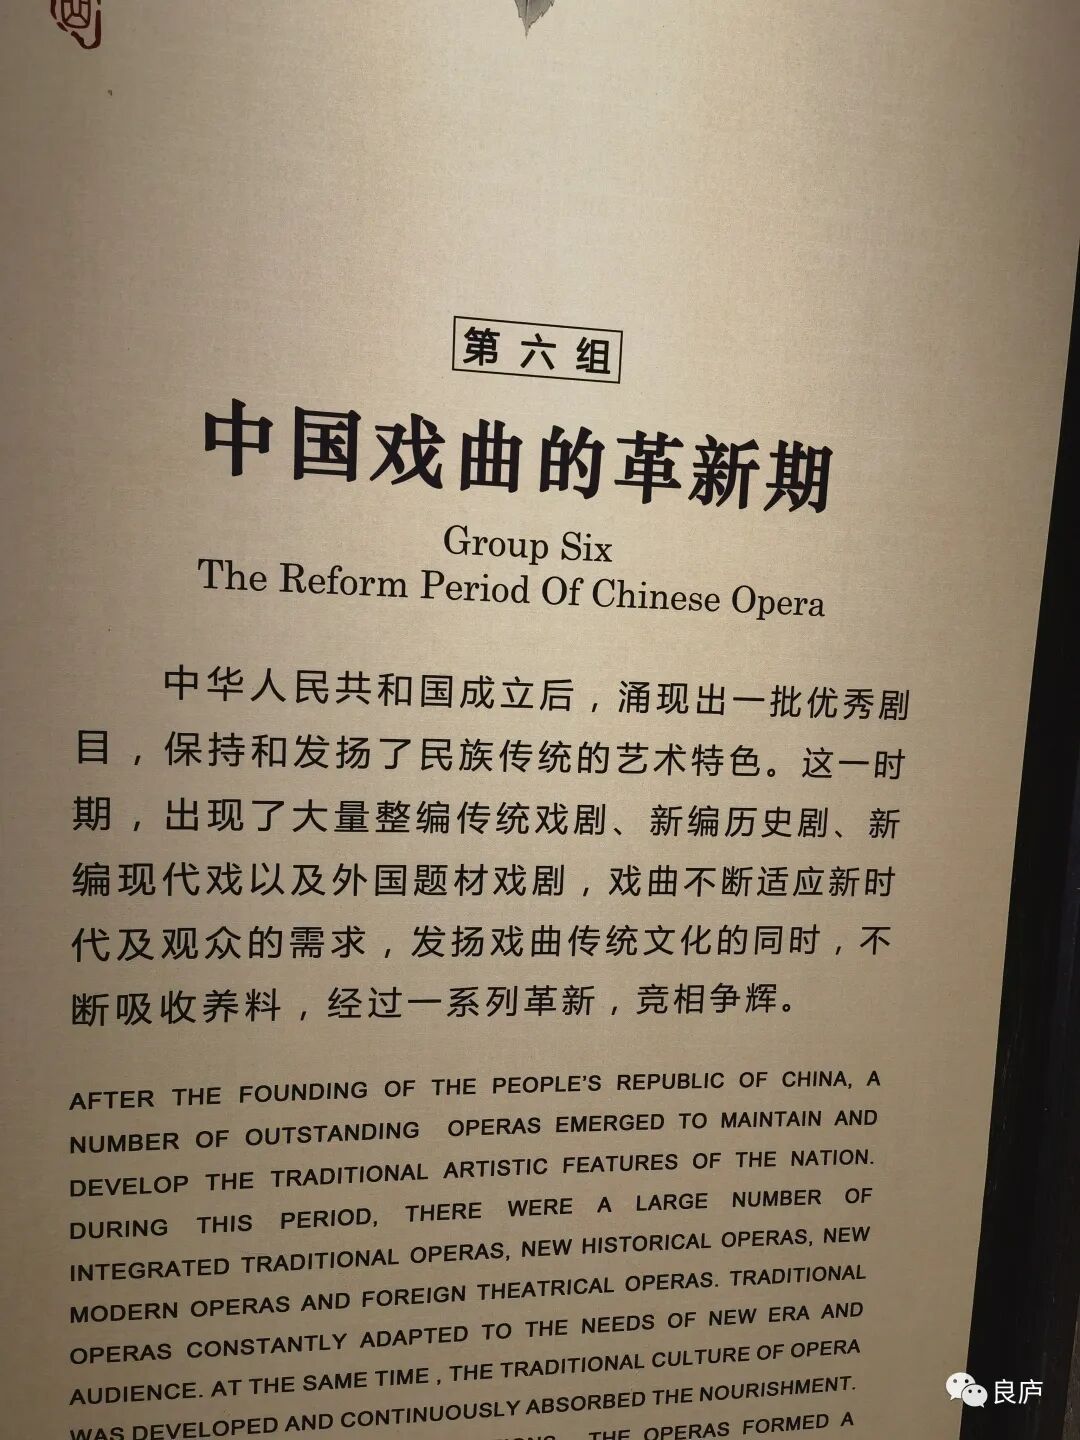 第六组
中国戏曲的革新期
Group Six
The Reform Period Of Chinese Opera
中华人民共和国成立后，涌现出一批优秀剧
目，保持和发扬了民族传统的艺术特色。这一时
期，出现了大量整编传统戏剧、新编历史剧、新
编现代戏以及外国题材戏剧，戏曲不断适应新时
代及观众的需求，发扬戏曲传统文化的同时，不
断吸收养料，经过一系列革新，竞相争辉。
AFTER THE FOUNDING OF THE PEOPLE'S REPUBLIC OF CHINA, A
NUMBER OF OUTSTANDING OPERAS EMERGED TO MAINTAIN AND
DEVELOP THE TRADITIONAL ARTISTIC FEATURES OF THE NATION.
DURING THIS PERIOD, THERE WERE A LARGE NUMBER OF
INTEGRATED TRADITIONAL OPERAS, NEW HISTORICAL OPERAS, NEW
MODERN OPERAS AND FOREIGN THEATRICAL OPERAS. TRADITIONAL
OPERAS CONSTANTLY ADAPTED TO THE NEEDS OF NEW ERA AND
AUDIENCE. AT THE SAME TIME , THE TRADITIONAL CULTURE OF OPERA
WAS DEVELOPED AND CONTINUOUSLY ABSORBED THE NOURISHMENT.
THE OPERAS FORMED A
良庐